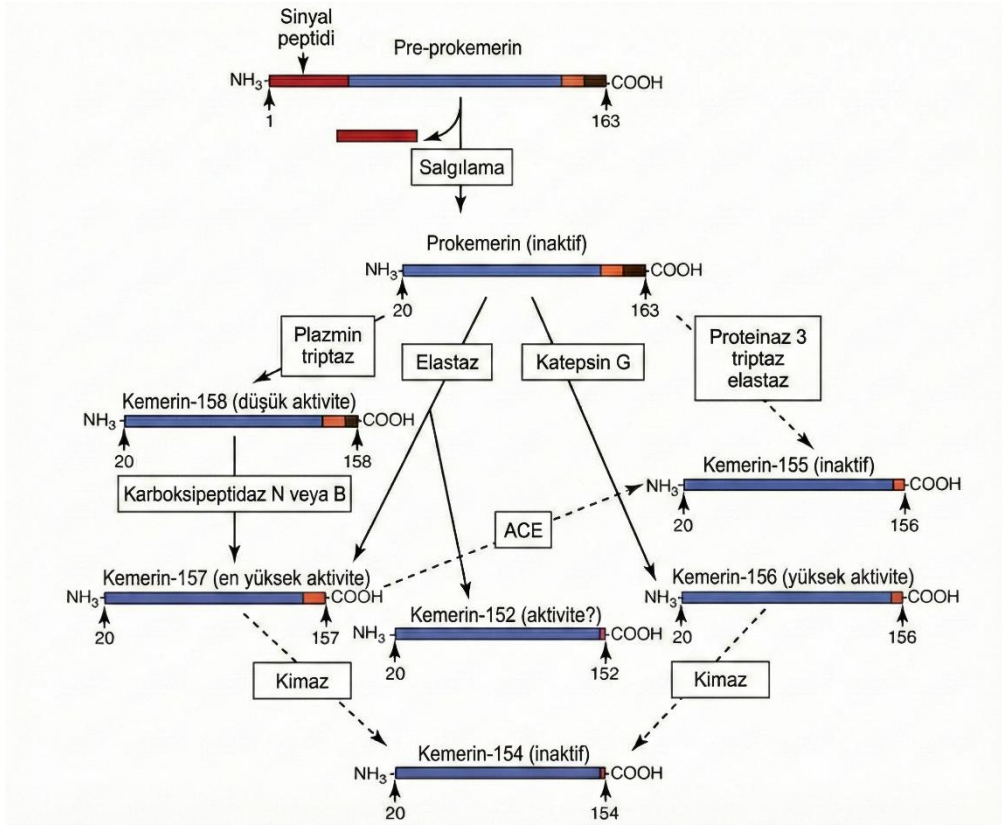 Sinyal
peptidi
Pre-prokemerin
NH₃- -COOH
1 163
Salgılama
Prokemerin (inaktif)
NH₃- -COOH
20 163
Plazmin
triptaz
Elastaz
Katepsin G
Proteinaz 3
triptaz
elastaz
Kemerin-158 (düşük aktivite)
NH₃- -COOH
20 158
Karboksipeptidaz N veya B
Kemerin-155 (inaktif)
NH₃- -COOH
20 156
ACE
Kemerin-157 (en yüksek aktivite)
NH₃- -COOH
20 157
Kemerin-152 (aktivite?)
NH₃- -COOH
20 152
Kemerin-156 (yüksek aktivite)
NH₃- -COOH
20 156
Kimaz
Kimaz
Kemerin-154 (inaktif)
NH₃- -COOH
20 154